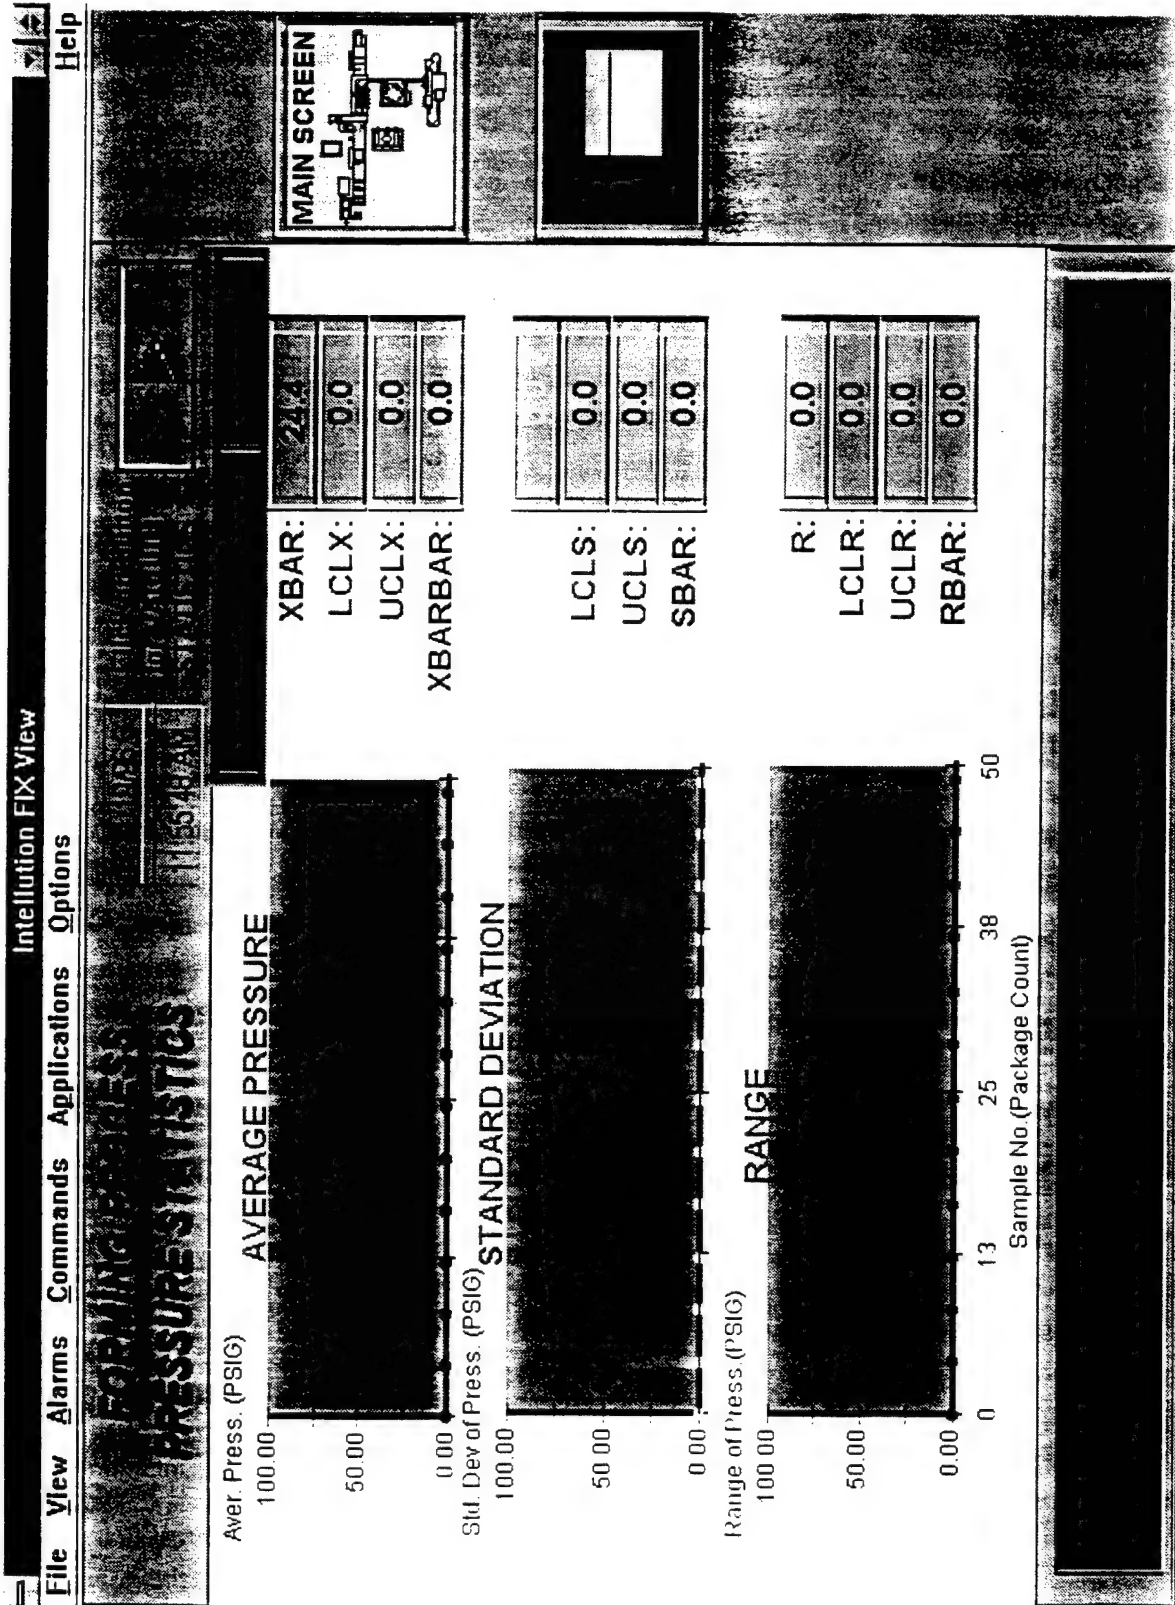 Intellution FIX View
File View Alarms Commands Applications Options Help
FORMING PRESS
PRESSURE STATISTICS
MAIN SCREEN
Aver. Press. (PSIG)
AVERAGE PRESSURE
100.00
50.00
0.00
XBAR: 24.4
LCLX: 0.0
UCLX: 0.0
XBARBAR: 0.0
Std. Dev of Press. (PSIG)
STANDARD DEVIATION
100.00
50.00
0.00
LCLS: 0.0
UCLS: 0.0
SBAR: 0.0
Range of Press.(PSIG)
RANGE
100.00
50.00
0.00
0 13 25 38 50
Sample No.(Package Count)
R: 0.0
LCLR: 0.0
UCLR: 0.0
RBAR: 0.0